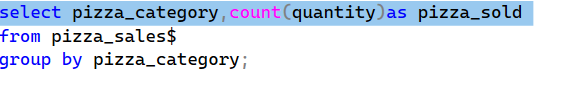 select pizza_category,count(quantity)as pizza_sold
from pizza_sales$
group by pizza_category;